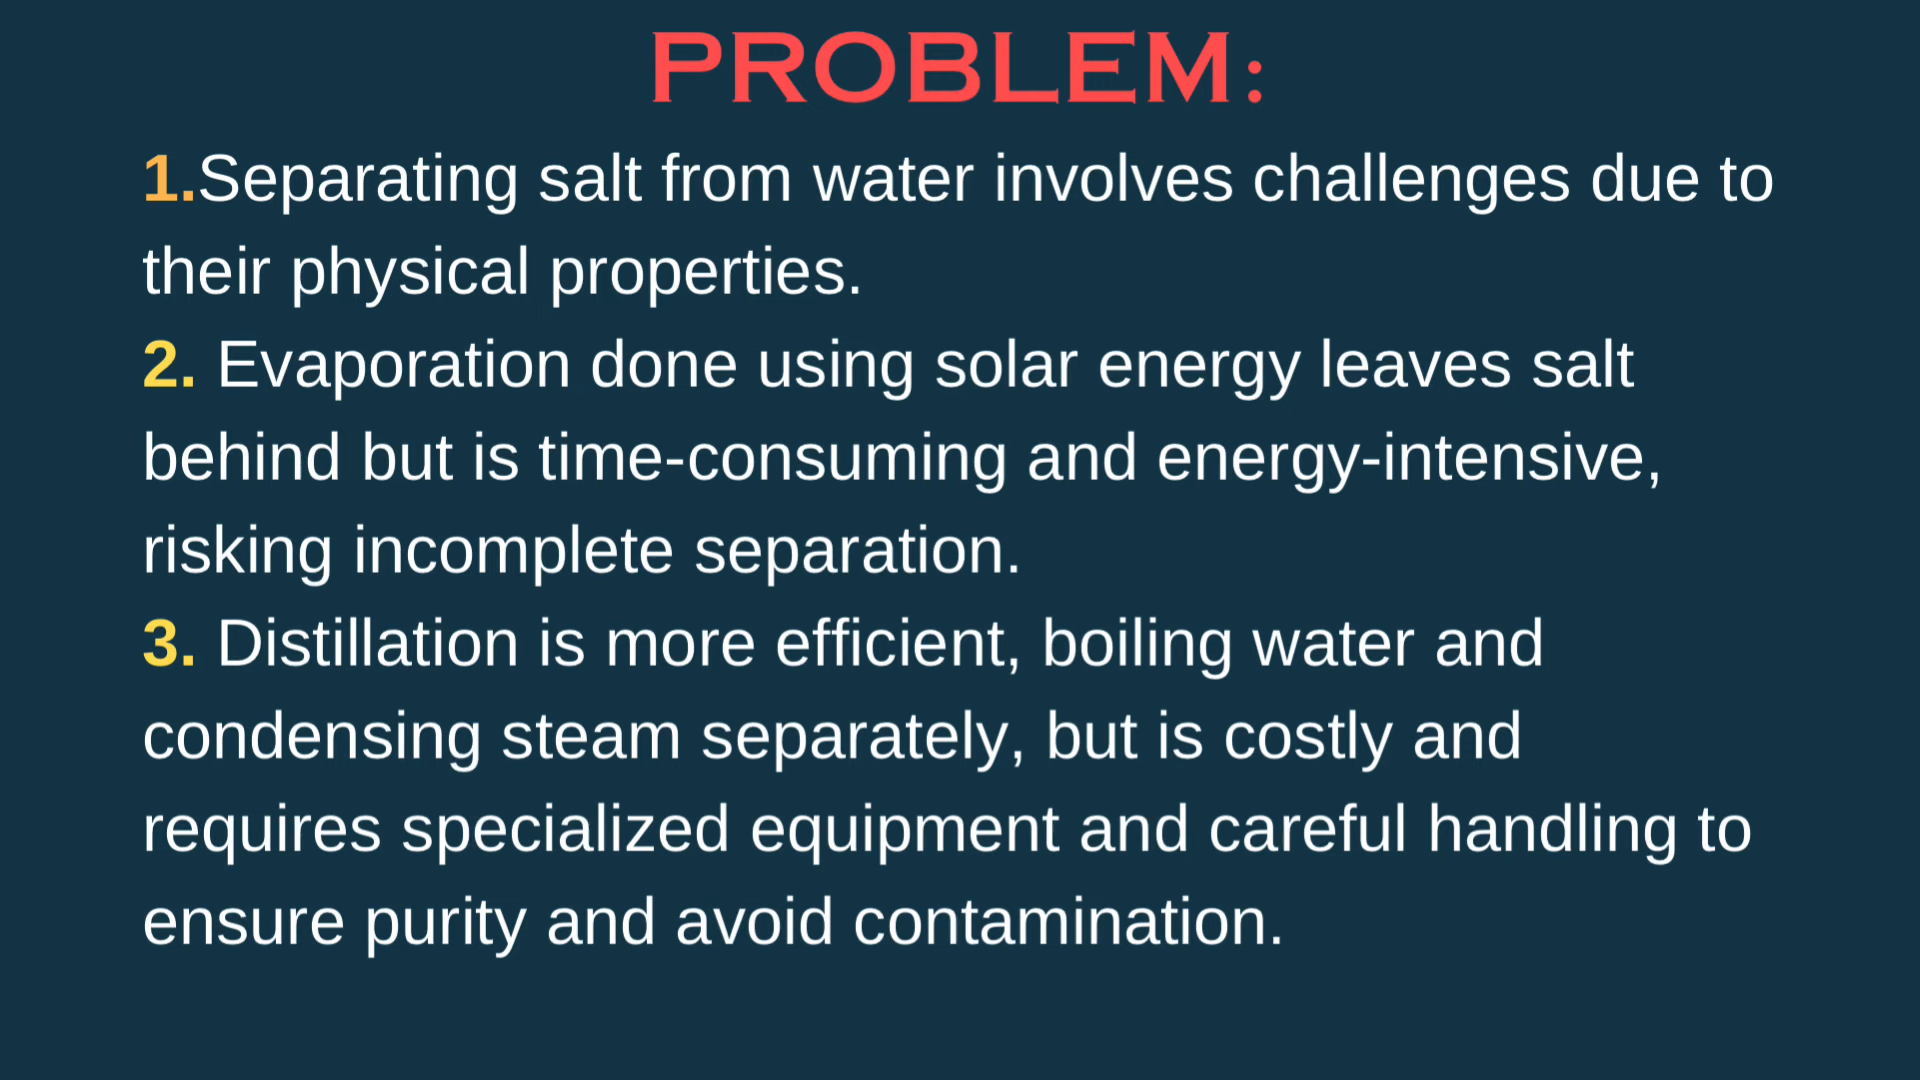 PROBLEM:
1.Separating salt from water involves challenges due to
their physical properties.
2. Evaporation done using solar energy leaves salt
behind but is time-consuming and energy-intensive,
risking incomplete separation.
3. Distillation is more efficient, boiling water and
condensing steam separately, but is costly and
requires specialized equipment and careful handling to
ensure purity and avoid contamination.